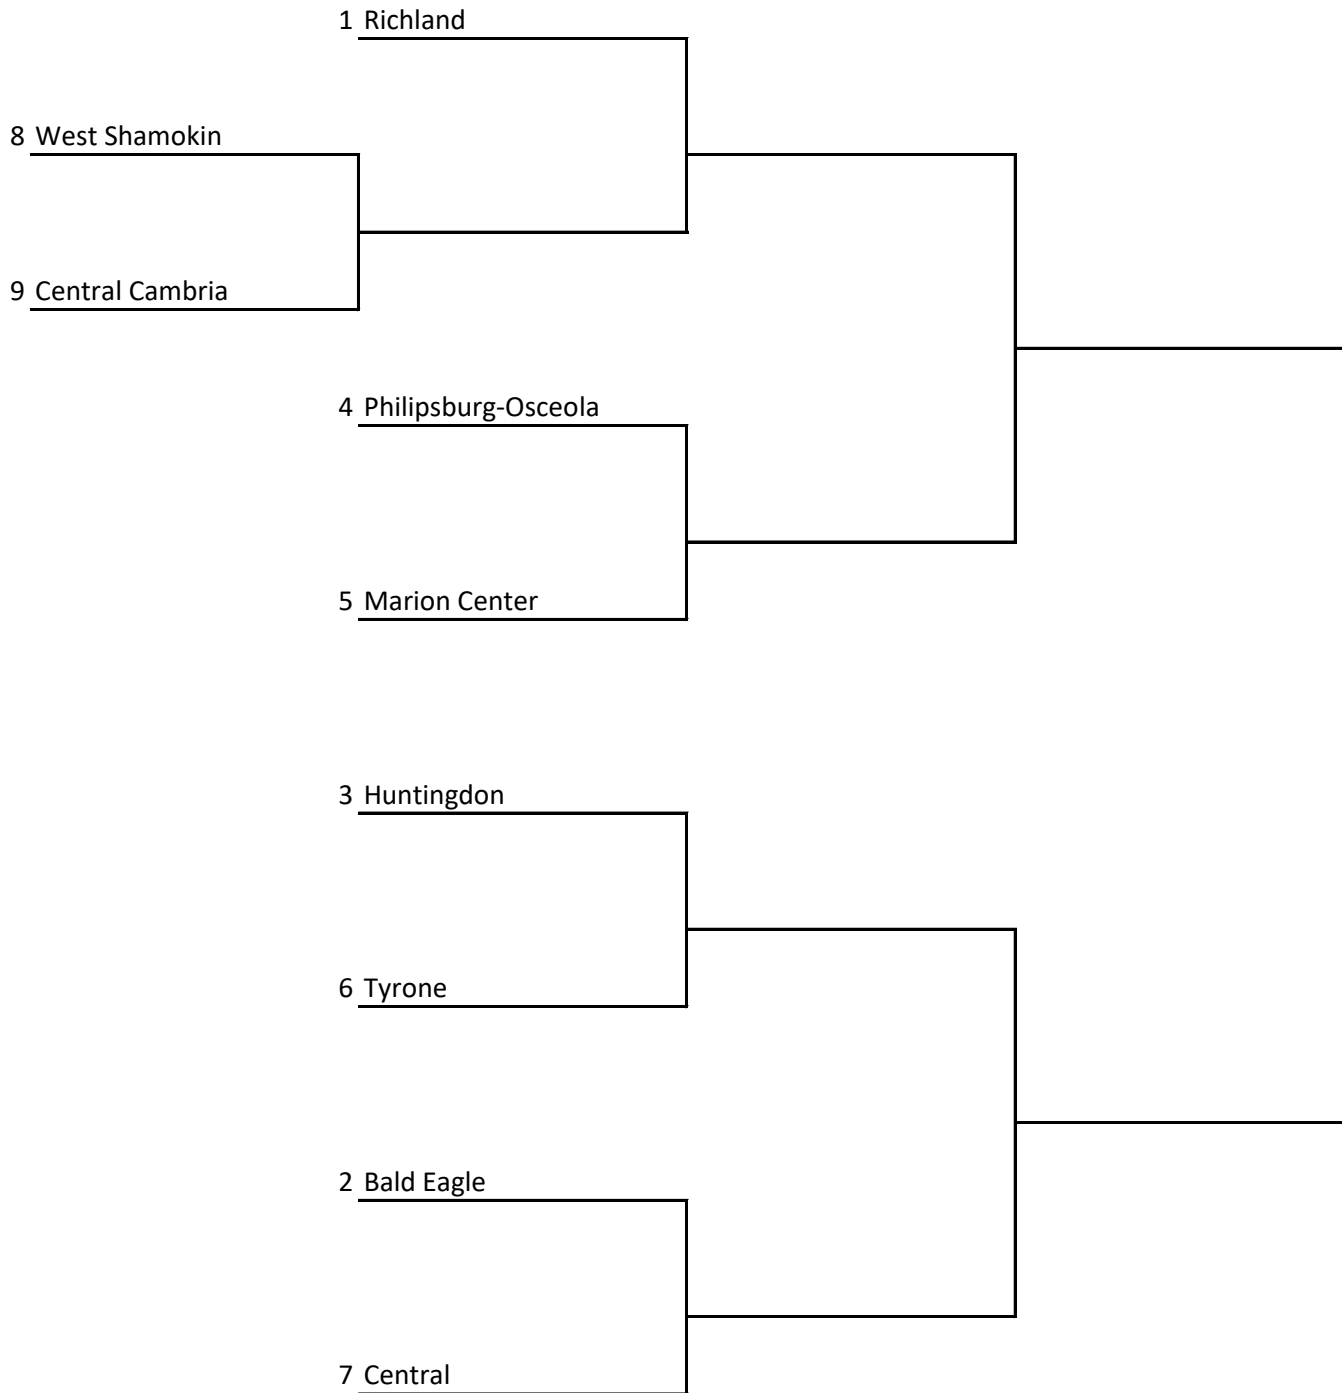 1 Richland
8 West Shamokin
9 Central Cambria
4 Philipsburg-Osceola
5 Marion Center
3 Huntingdon
6 Tyrone
2 Bald Eagle
7 Central